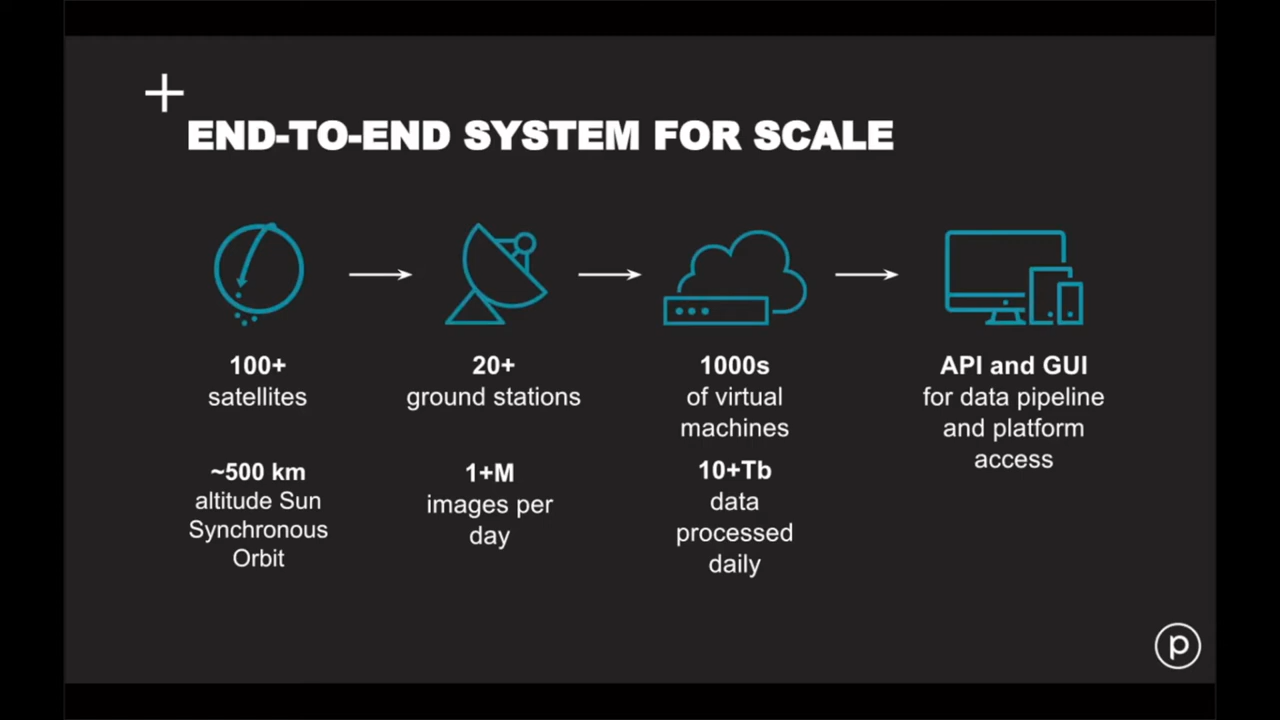 END-TO-END SYSTEM FOR SCALE
100+
satellites
~500 km
altitude Sun
Synchronous
Orbit
20+
ground stations
1+M
images per
day
1000s
of virtual
machines
10+Tb
data
processed
daily
API and GUI
for data pipeline
and platform
access
p